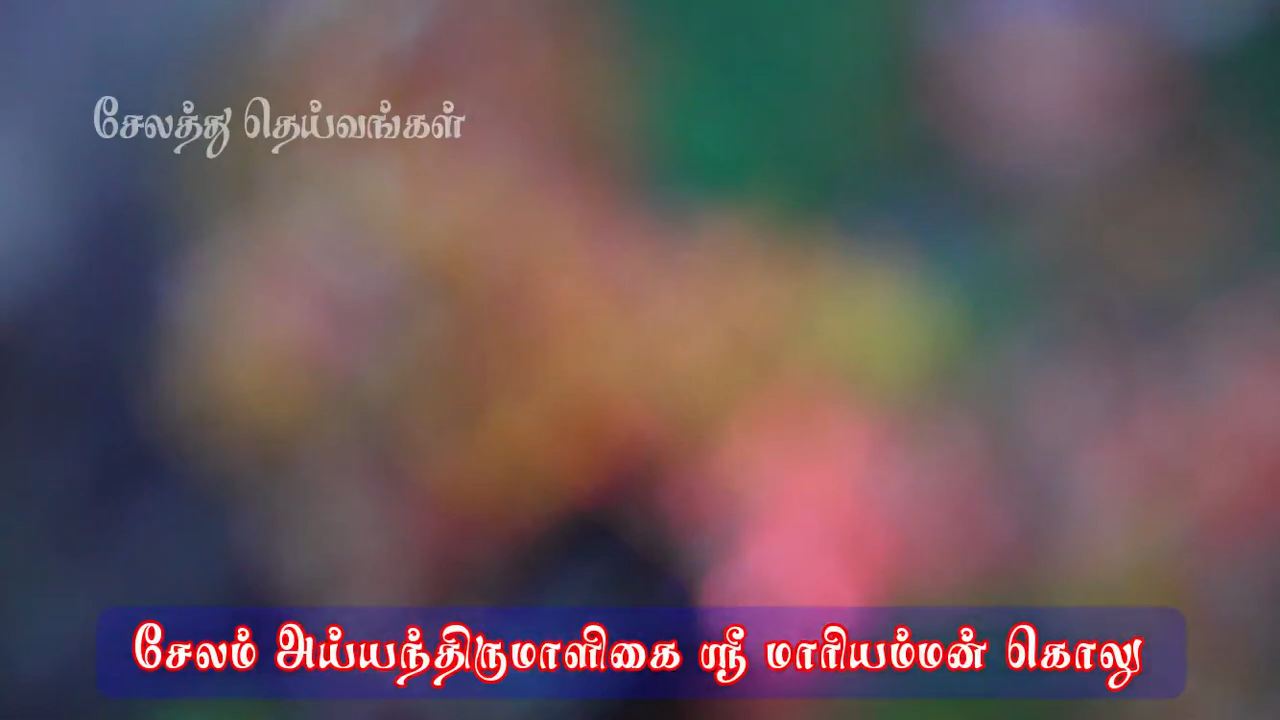 சேலத்து தெய்வங்கள்
சேலம் அய்யந்திருமாளிகை ஸ்ரீ மாரியம்மன் கொலு